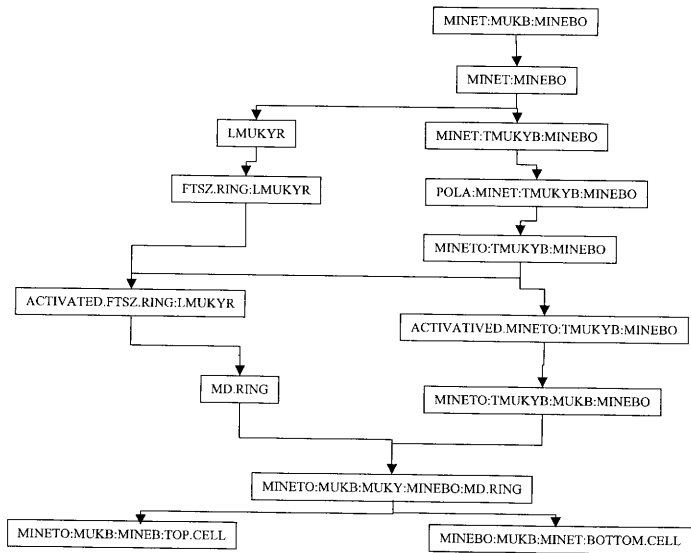 MINET:MUKB:MINEBO
MINET:MINEBO
LMUKYR
MINET:TMUKYB:MINEBO
FTSZ.RING:LMUKYR
POLA:MINET:TMUKYB:MINEBO
MINETO:TMUKYB:MINEBO
ACTIVATED.FTSZ.RING:LMUKYR
ACTIVATIVED.MINETO:TMUKYB:MINEBO
MD.RING
MINETO:TMUKYB:MUKB:MINEBO
MINETO:MUKB:MUKY:MINEBO:MD.RING
MINETO:MUKB:MINEB:TOP.CELL
MINEBO:MUKB:MINET:BOTTOM.CELL